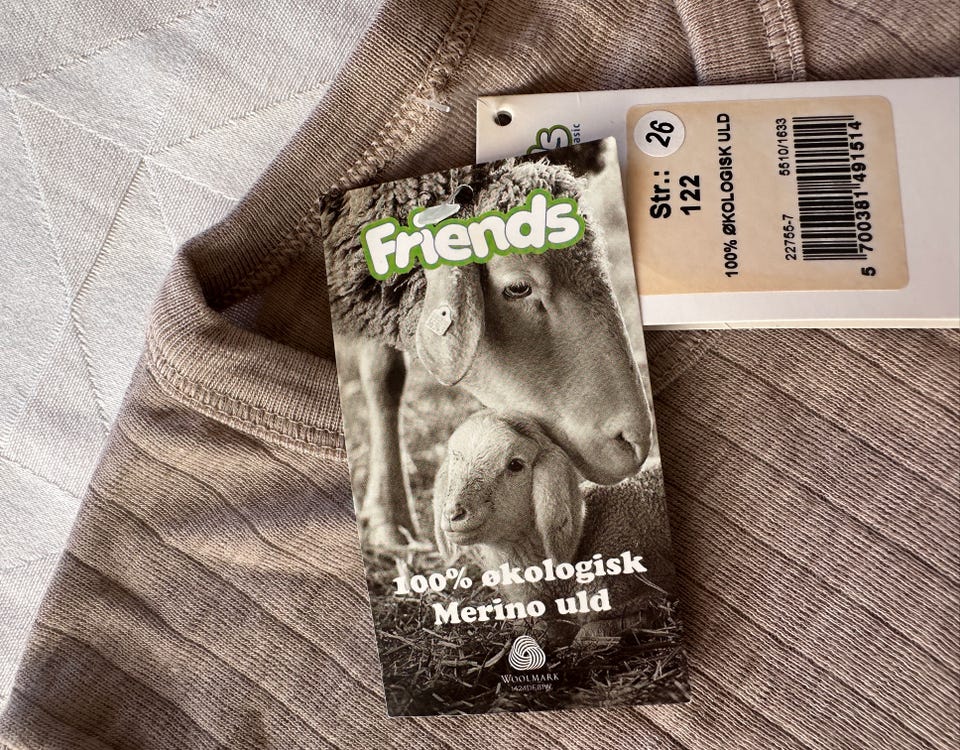 Friends
100% økologisk
Merino uld
WOOLMARK
asic
26
Str.:
122
100% ØKOLOGISK ULD
22755-7
5510/1633
5 700381 491514